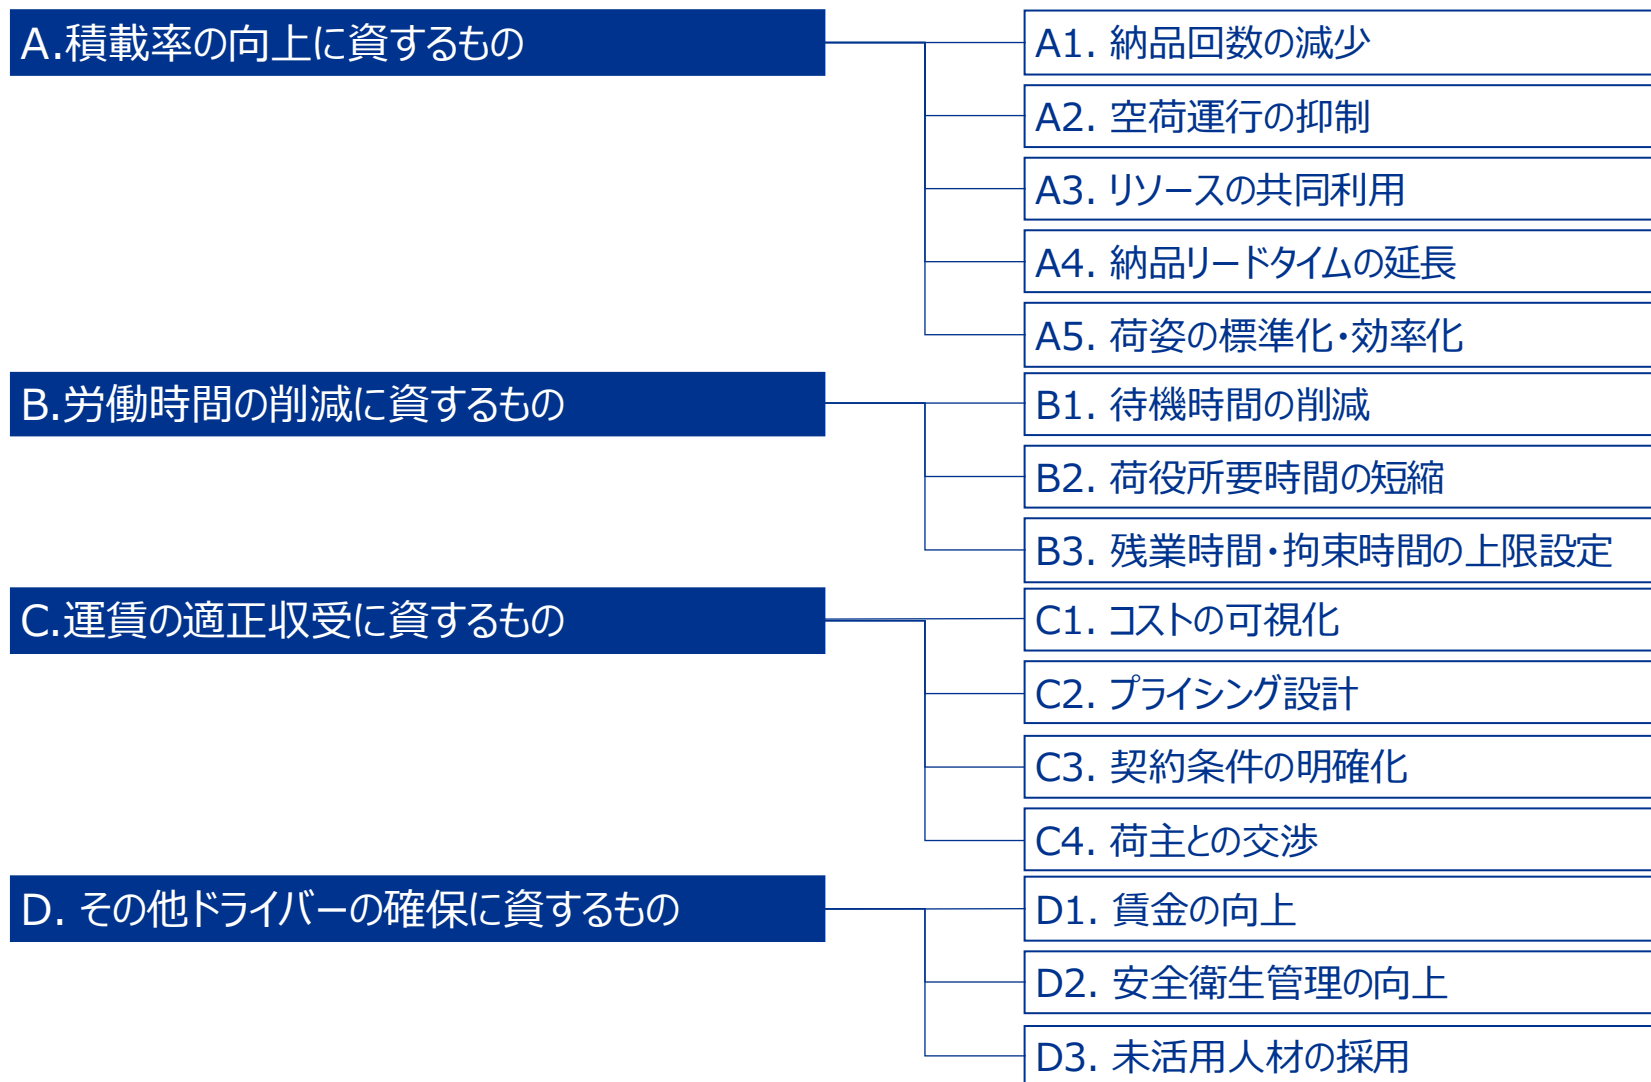 A.積載率の向上に資するもの
A1. 納品回数の減少
A2. 空荷運行の抑制
A3. リソースの共同利用
A4. 納品リードタイムの延長
A5. 荷姿の標準化・効率化
B.労働時間の削減に資するもの
B1. 待機時間の削減
B2. 荷役所要時間の短縮
B3. 残業時間・拘束時間の上限設定
C.運賃の適正収受に資するもの
C1. コストの可視化
C2. プライシング設計
C3. 契約条件の明確化
C4. 荷主との交渉
D. その他ドライバーの確保に資するもの
D1. 賃金の向上
D2. 安全衛生管理の向上
D3. 未活用人材の採用